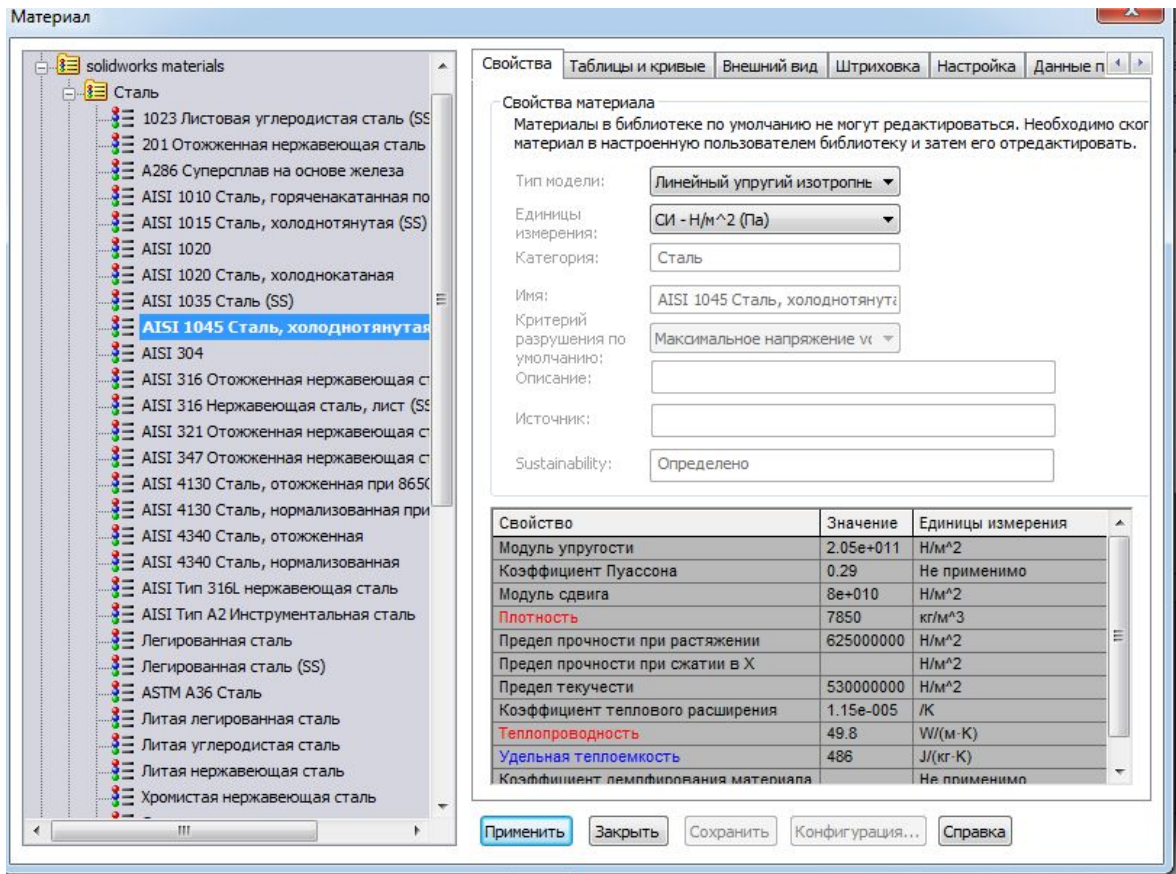 Материал
solidworks materials
Сталь
1023 Листовая углеродистая сталь (SS
201 Отожженная нержавеющая сталь
A286 Суперсплав на основе железа
AISI 1010 Сталь, горяченакатанная по
AISI 1015 Сталь, холоднотянутая (SS)
AISI 1020
AISI 1020 Сталь, холоднокатаная
AISI 1035 Сталь (SS)
AISI 1045 Сталь, холоднотянутая
AISI 304
AISI 316 Отожженная нержавеющая ст
AISI 316 Нержавеющая сталь, лист (SS
AISI 321 Отожженная нержавеющая ст
AISI 347 Отожженная нержавеющая ст
AISI 4130 Сталь, отожженная при 865C
AISI 4130 Сталь, нормализованная при
AISI 4340 Сталь, отожженная
AISI 4340 Сталь, нормализованная
AISI Тип 316L нержавеющая сталь
AISI Тип A2 Инструментальная сталь
Легированная сталь
Легированная сталь (SS)
ASTM A36 Сталь
Литая легированная сталь
Литая углеродистая сталь
Литая нержавеющая сталь
Хромистая нержавеющая сталь
Свойства Таблицы и кривые Внешний вид Штриховка Настройка Данные п
Свойства материала
Материалы в библиотеке по умолчанию не могут редактироваться. Необходимо скоп
материал в настроенную пользователем библиотеку и затем его отредактировать.
Тип модели: Линейный упругий изотропнь
Единицы измерения: СИ - Н/м^2 (Па)
Категория: Сталь
Имя: AISI 1045 Сталь, холоднотянута
Критерий разрушения по умолчанию: Максимальное напряжение vo
Описание:
Источник:
Sustainability: Определено
Свойство Значение Единицы измерения
Модуль упругости 2.05e+011 Н/м^2
Коэффициент Пуассона 0.29 Не применимо
Модуль сдвига 8e+010 Н/м^2
Плотность 7850 кг/м^3
Предел прочности при растяжении 625000000 Н/м^2
Предел прочности при сжатии в X Н/м^2
Предел текучести 530000000 Н/м^2
Коэффициент теплового расширения 1.15e-005 /K
Теплопроводность 49.8 W/(м·K)
Удельная теплоемкость 486 J/(кг·K)
Коэффициент демпфирования материала Не применимо
Применить Закрыть Сохранить Конфигурация... Справка